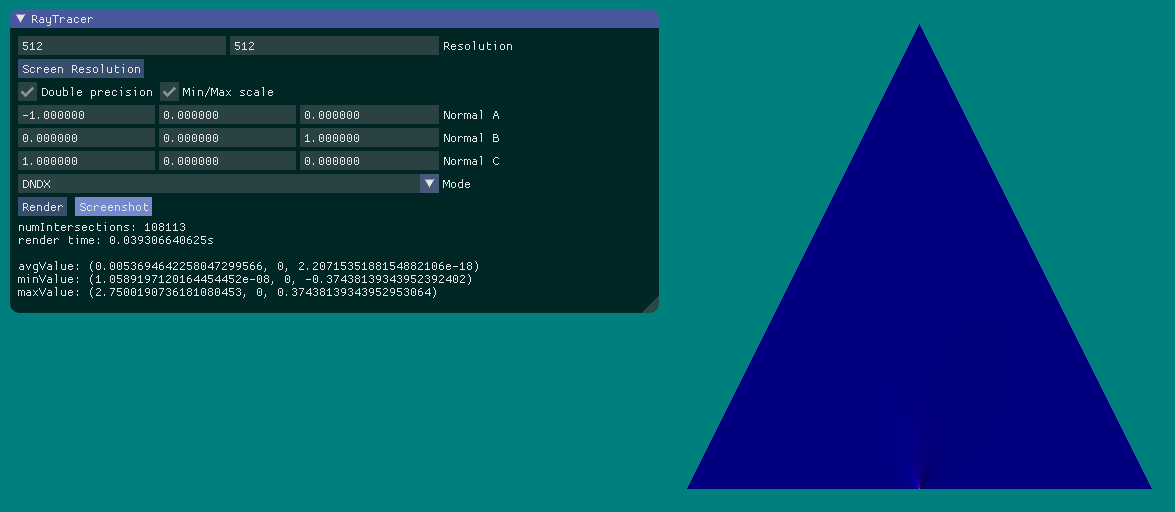 RayTracer
512 512 Resolution
Screen Resolution
Double precision Min/Max scale
-1.000000 0.000000 0.000000 Normal A
0.000000 0.000000 1.000000 Normal B
1.000000 0.000000 0.000000 Normal C
DNDX Mode
Render Screenshot
numIntersections: 108113
render time: 0.039306640625s
avgValue: (0.0053694642258047299566, 0, 2.2071535188154882106e-18)
minValue: (1.0589197120164454452e-08, 0, -0.37438139343952392402)
maxValue: (2.7500190736181080453, 0, 0.37438139343952953064)